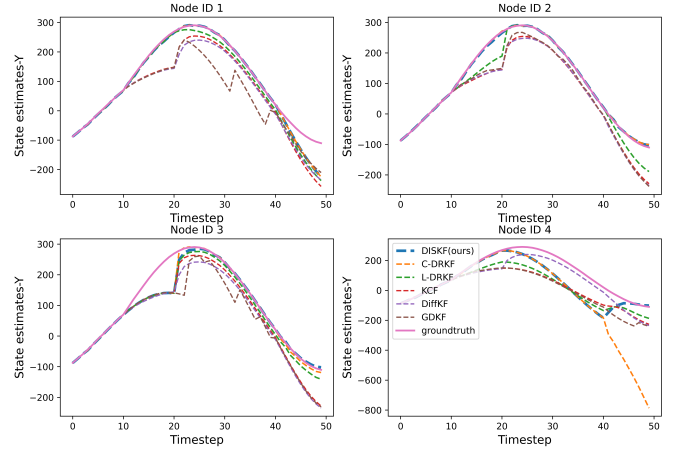 Node ID 1
300
200
100
0
−100
−200
State estimates-Y
0
10
20
30
40
50
Timestep
Node ID 2
300
200
100
0
−100
−200
State estimates-Y
0
10
20
30
40
50
Timestep
Node ID 3
300
200
100
0
−100
−200
State estimates-Y
0
10
20
30
40
50
Timestep
Node ID 4
200
0
−200
−400
−600
−800
State estimates-Y
DISKF(ours)
C-DRKF
L-DRKF
KCF
DiffKF
GDKF
groundtruth
0
10
20
30
40
50
Timestep